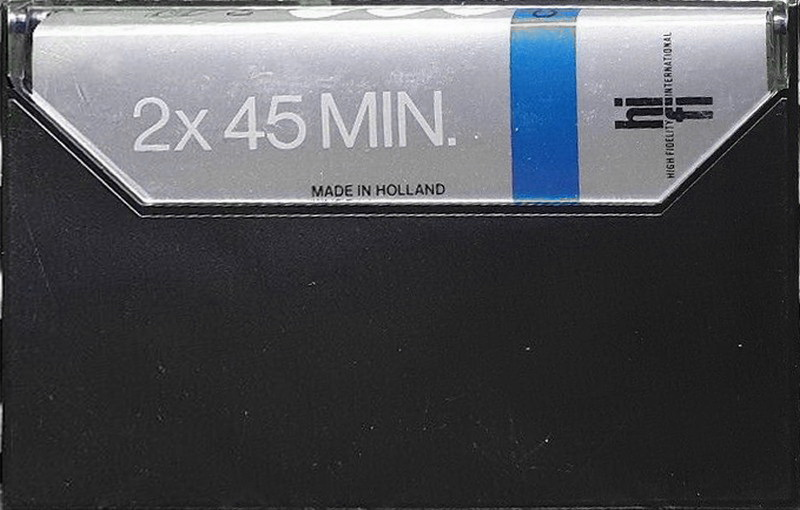 2x 45 MIN.
MADE IN HOLLAND
hi
fi
HIGH FIDELITY INTERNATIONAL